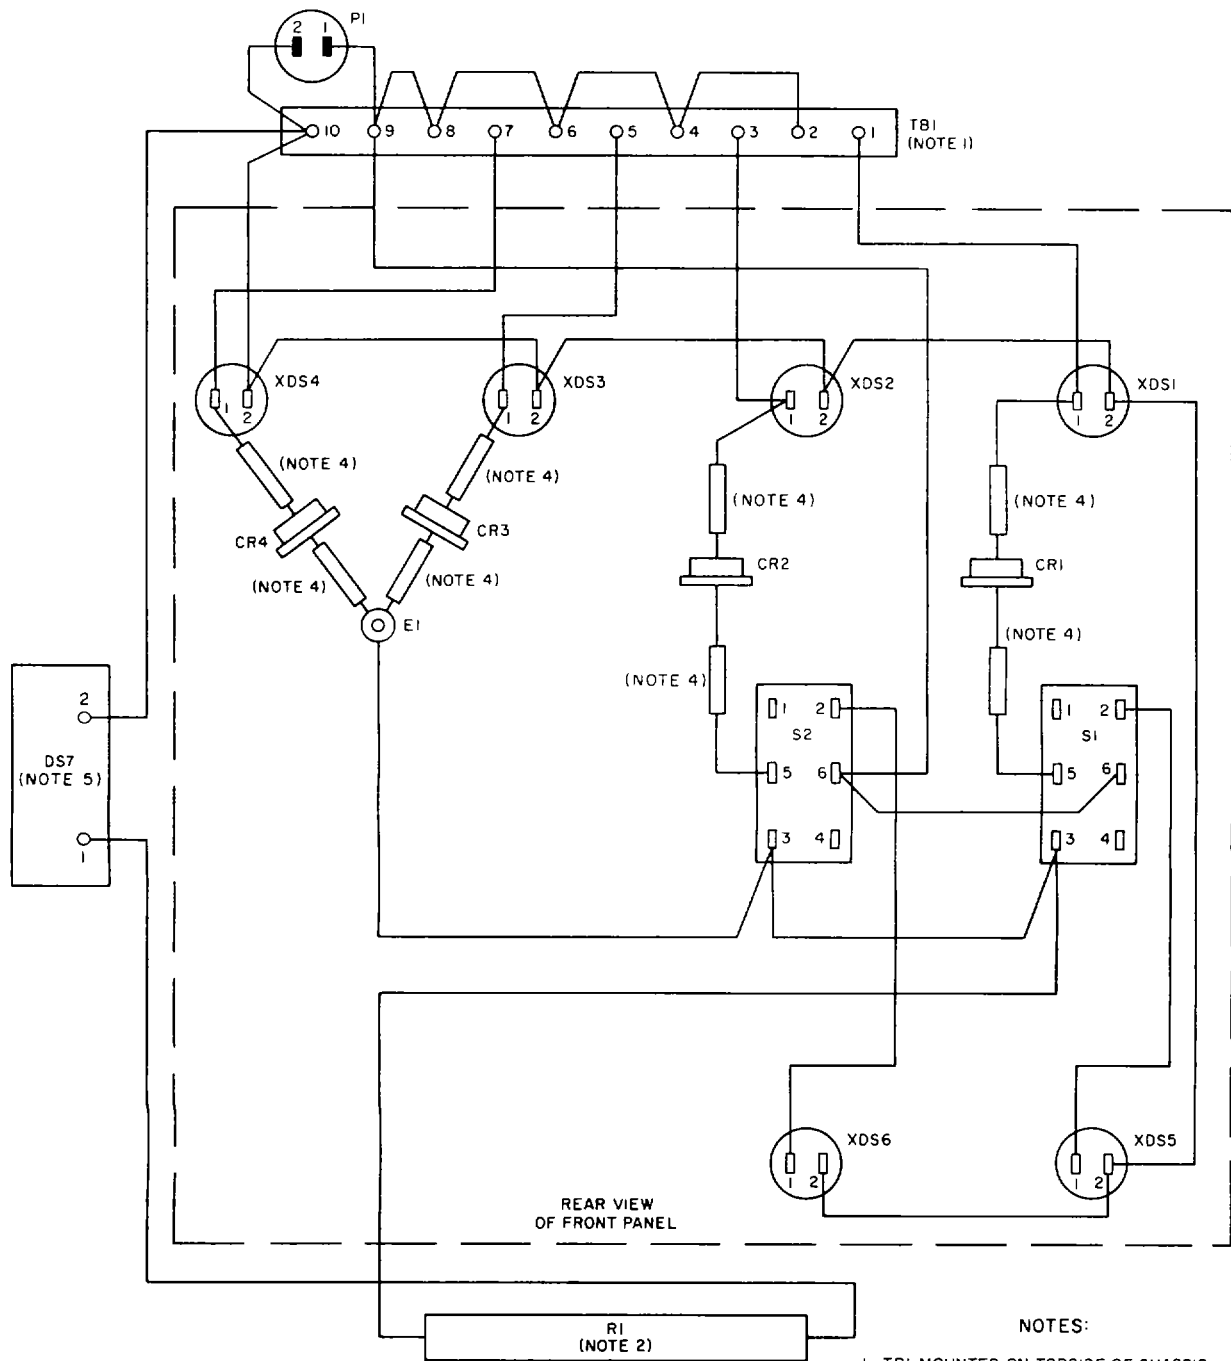 P1
2 1
10 9 8 7 6 5 4 3 2 1
TB1
(NOTE 1)
XDS4
1 2
XDS3
1 2
XDS2
1 2
XDS1
1 2
(NOTE 4)
(NOTE 4)
(NOTE 4)
(NOTE 4)
CR4
CR3
CR2
CR1
(NOTE 4)
(NOTE 4)
(NOTE 4)
(NOTE 4)
E1
2
DS7
(NOTE 5)
1
1 2
S2
5 6
3 4
1 2
S1
5 6
3 4
XDS6
1 2
XDS5
1 2
REAR VIEW
OF FRONT PANEL
R1
(NOTE 2)
NOTES: